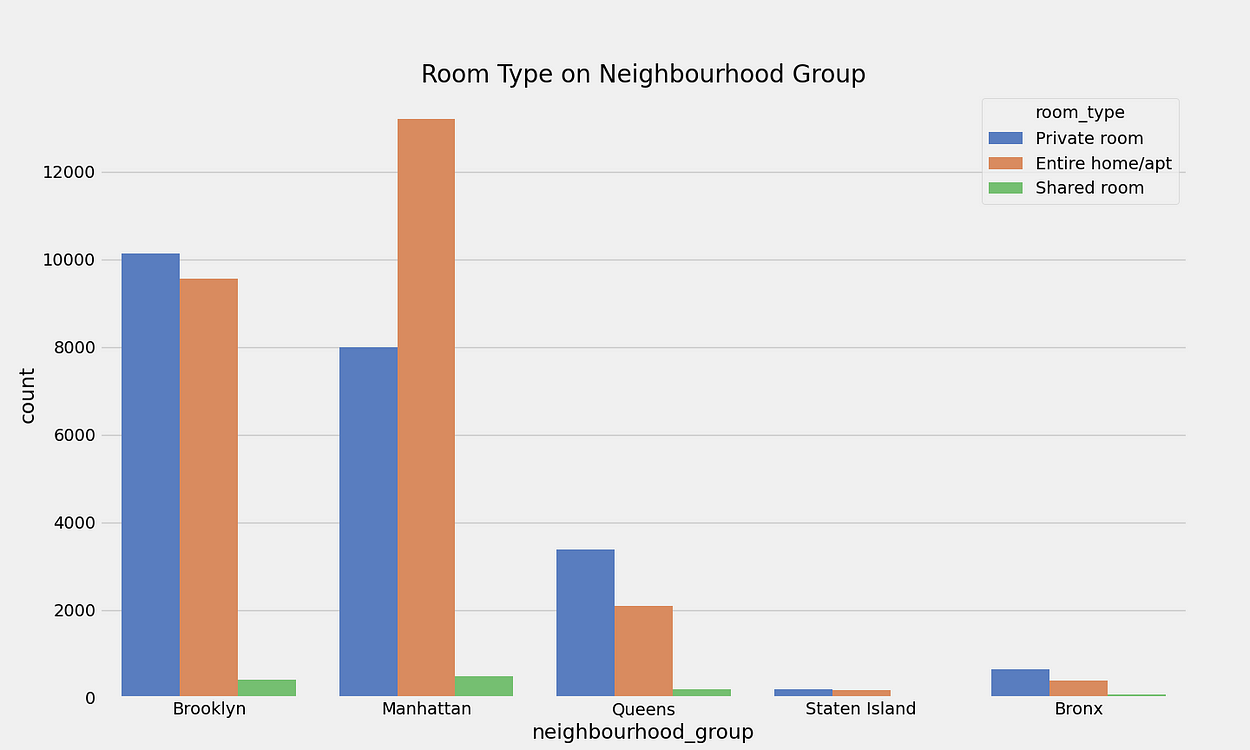 Room Type on Neighbourhood Group
room_type
Private room
Entire home/apt
Shared room
12000
10000
8000
6000
4000
2000
0
count
Brooklyn Manhattan Queens Staten Island Bronx
neighbourhood_group